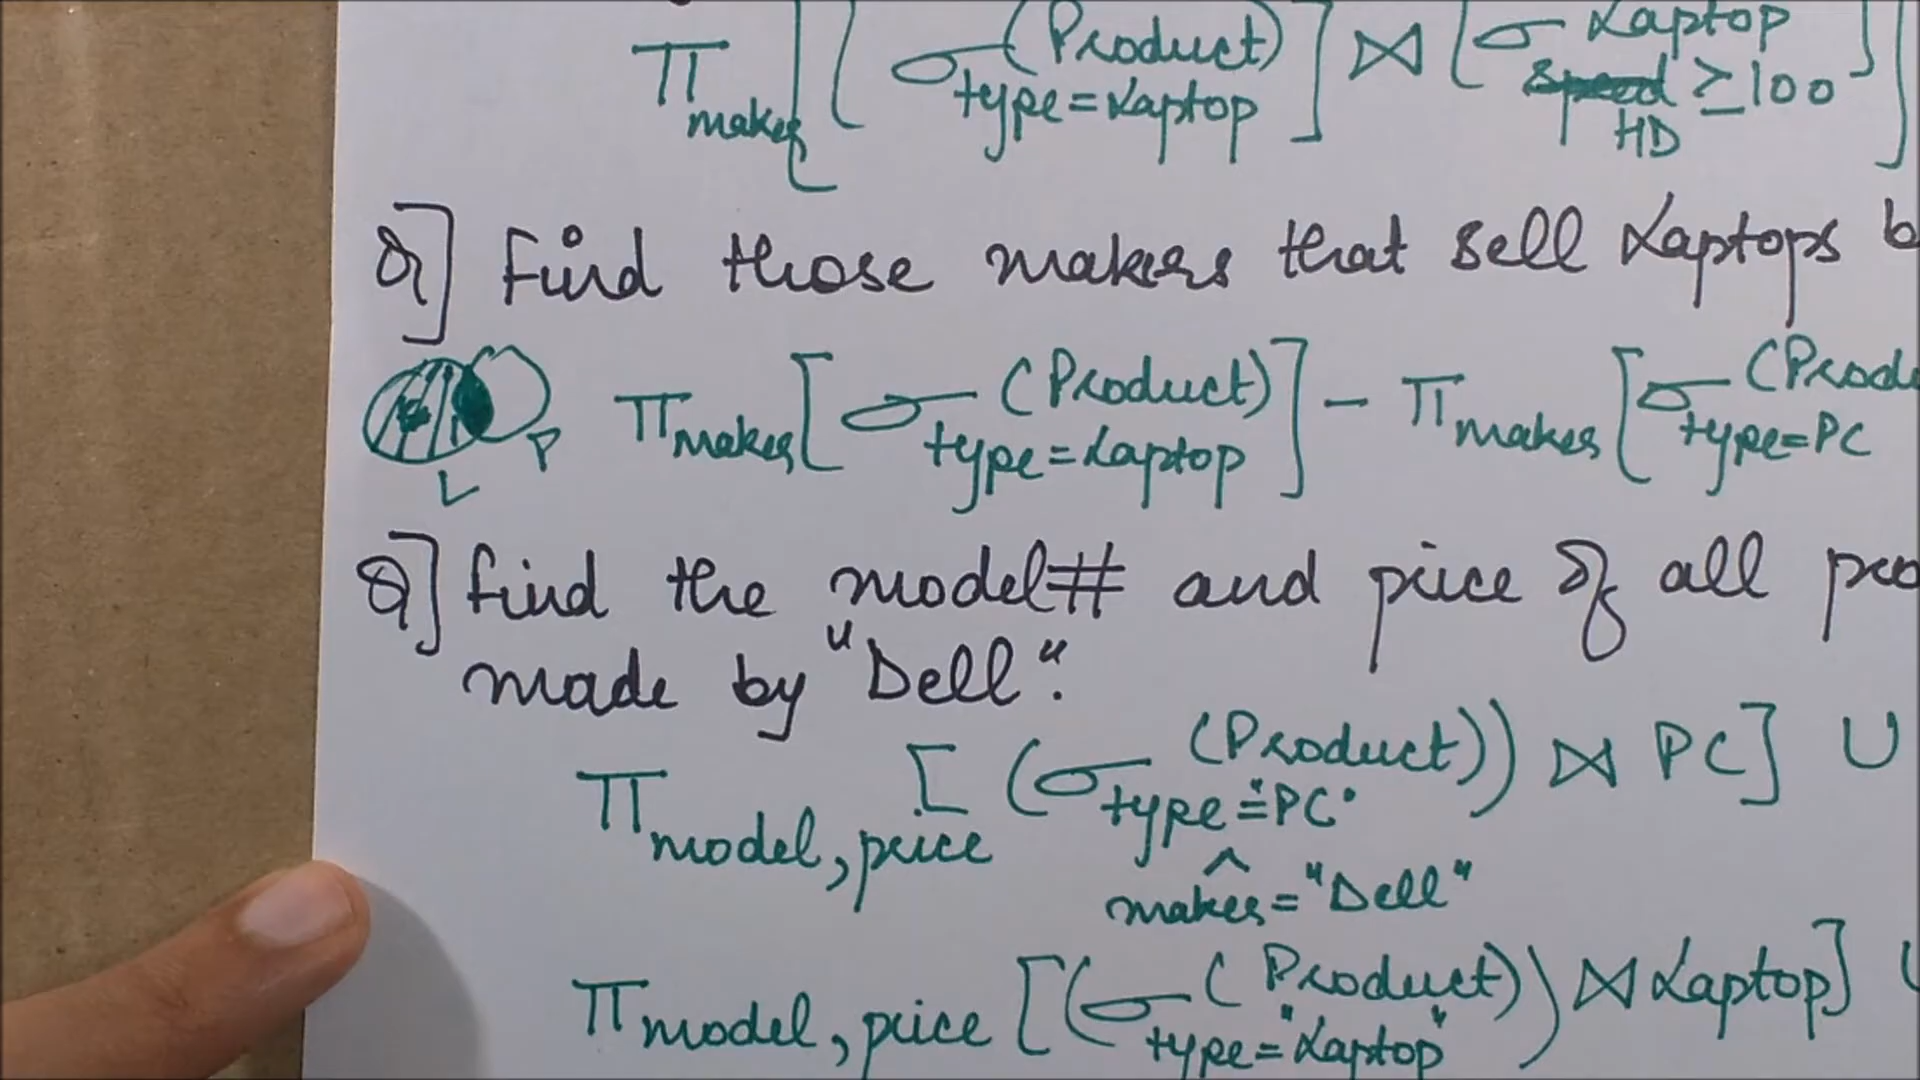 π maker [ [ σ type=Laptop (Product) ] ⋈ [ σ HD ≥100 Laptop ] ]
Q] Find those makers that sell Laptops b
π maker [ σ type=Laptop (Product) ] - π maker [ σ type=PC (Produ
L P
Q] Find the model# and price of all pro
made by "Dell".
π model, price [ (σ type="PC" ^ maker="Dell" (Product)) ⋈ PC] ∪
π model, price [(σ type="Laptop" (Product)) ⋈ Laptop]